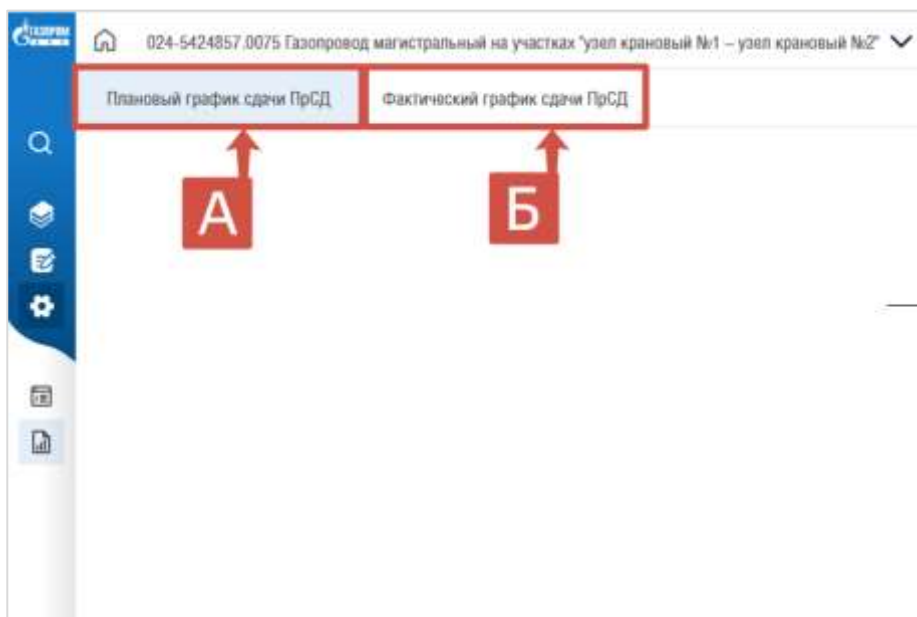 ГАЗПРОМ
024-5424857.0075 Газопровод магистральный на участках "узел крановый №1 – узел крановый №2"
Плановый график сдачи ПрСД
Фактический график сдачи ПрСД
А
Б